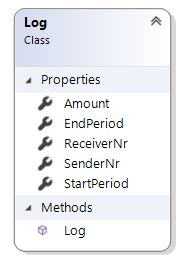 Log
Class
Properties
Amount
EndPeriod
ReceiverNr
SenderNr
StartPeriod
Methods
Log